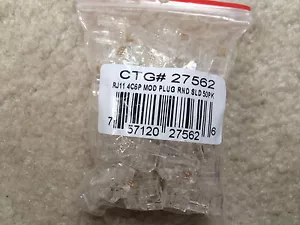 CTG# 27562
RJ11 4C6P MOD PLUG RND SLD 50PK
7 57120 27562 6